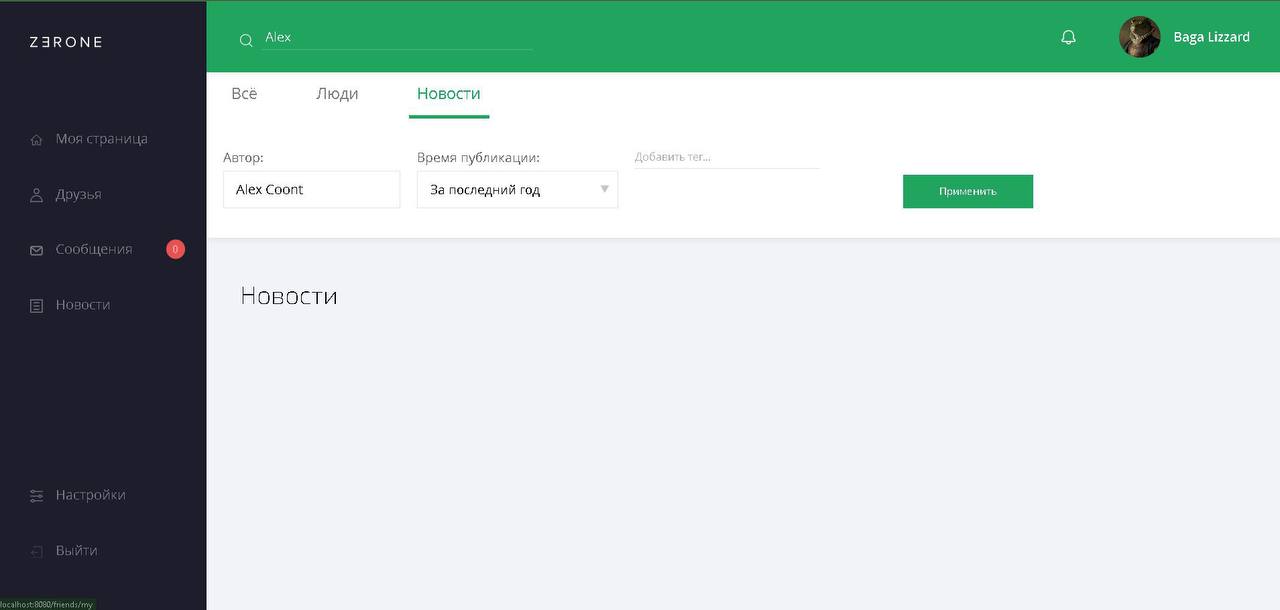 ZERONE
Alex
Baga Lizzard
Всё
Люди
Новости
Моя страница
Друзья
Сообщения
0
Новости
Настройки
Выйти
Автор:
Alex Coont
Время публикации:
За последний год
Добавить тег...
Применить
Новости
localhost:8080/friends/my